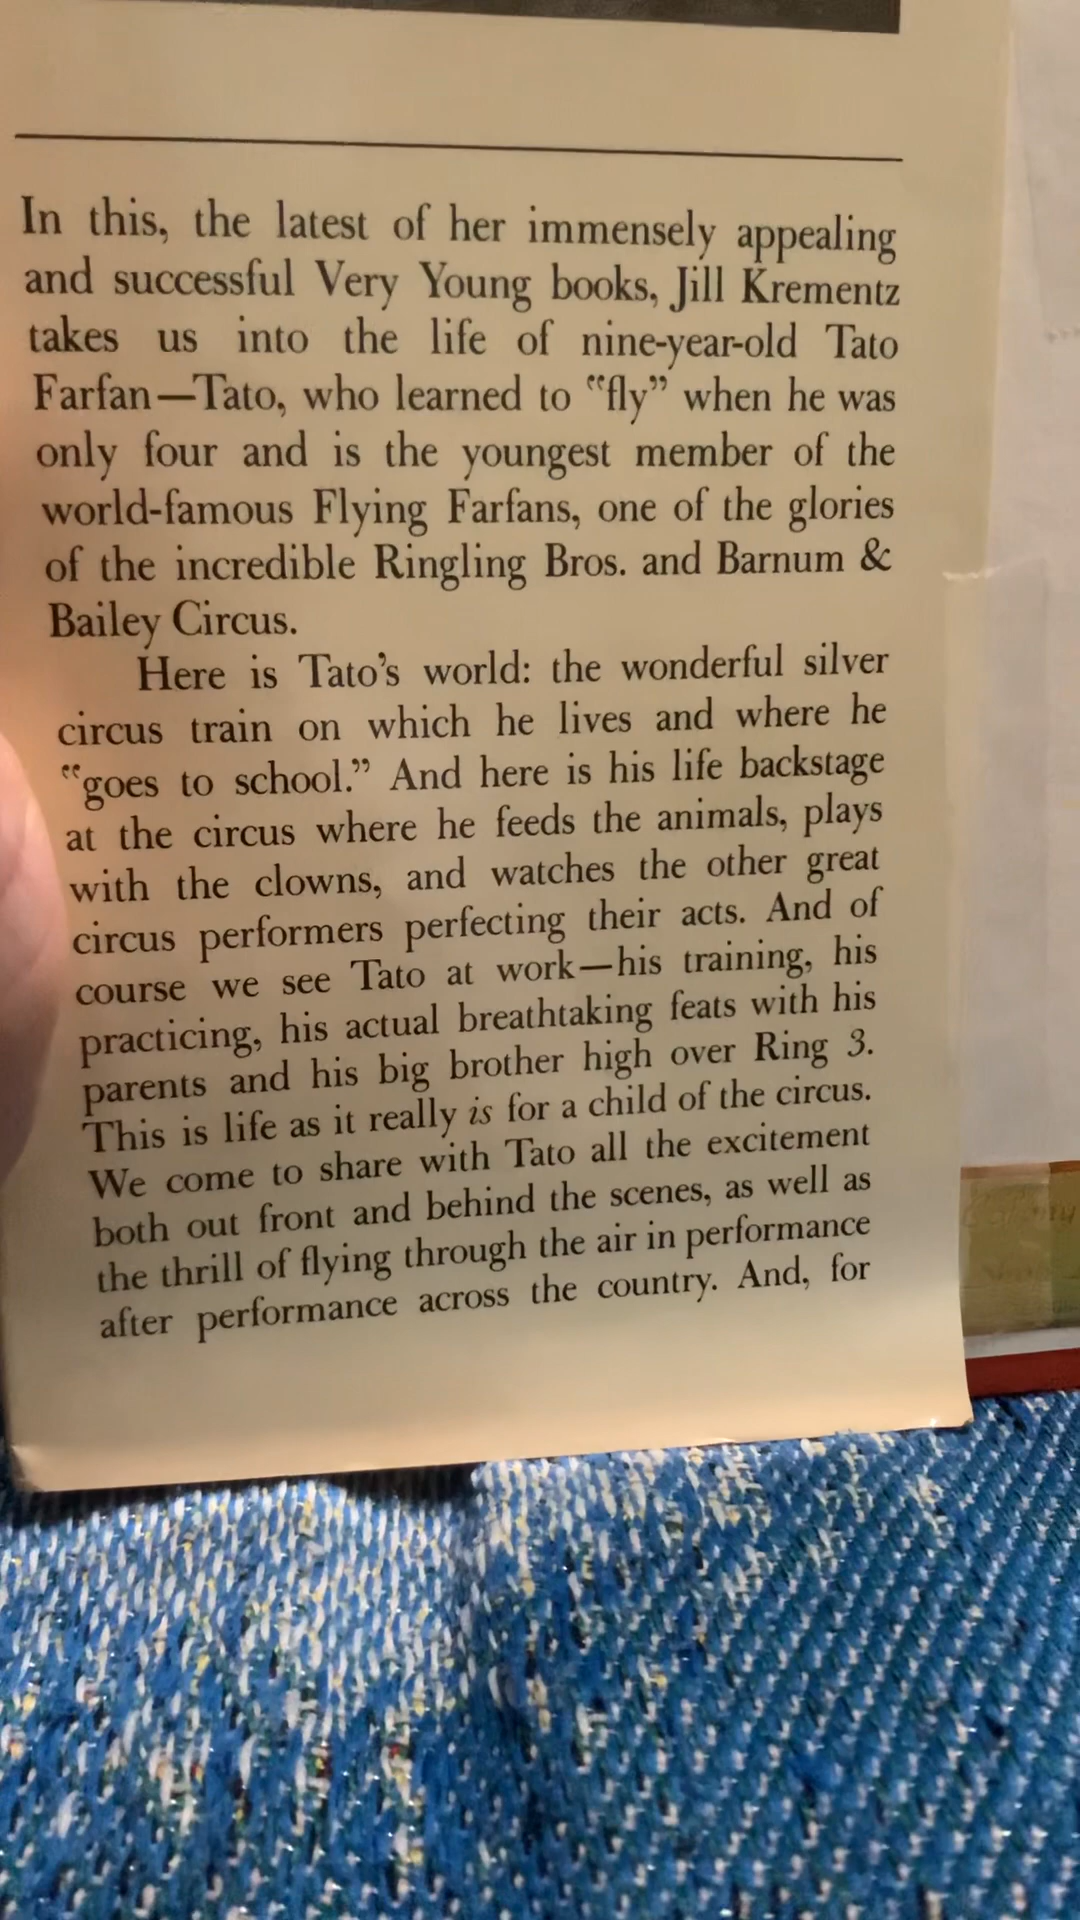 In this, the latest of her immensely appealing
and successful Very Young books, Jill Krementz
takes us into the life of nine-year-old Tato
Farfan—Tato, who learned to “fly” when he was
only four and is the youngest member of the
world-famous Flying Farfans, one of the glories
of the incredible Ringling Bros. and Barnum &
Bailey Circus.
Here is Tato’s world: the wonderful silver
circus train on which he lives and where he
“goes to school.” And here is his life backstage
at the circus where he feeds the animals, plays
with the clowns, and watches the other great
circus performers perfecting their acts. And of
course we see Tato at work—his training, his
practicing, his actual breathtaking feats with his
parents and his big brother high over Ring 3.
This is life as it really is for a child of the circus.
We come to share with Tato all the excitement
both out front and behind the scenes, as well as
the thrill of flying through the air in performance
after performance across the country. And, for